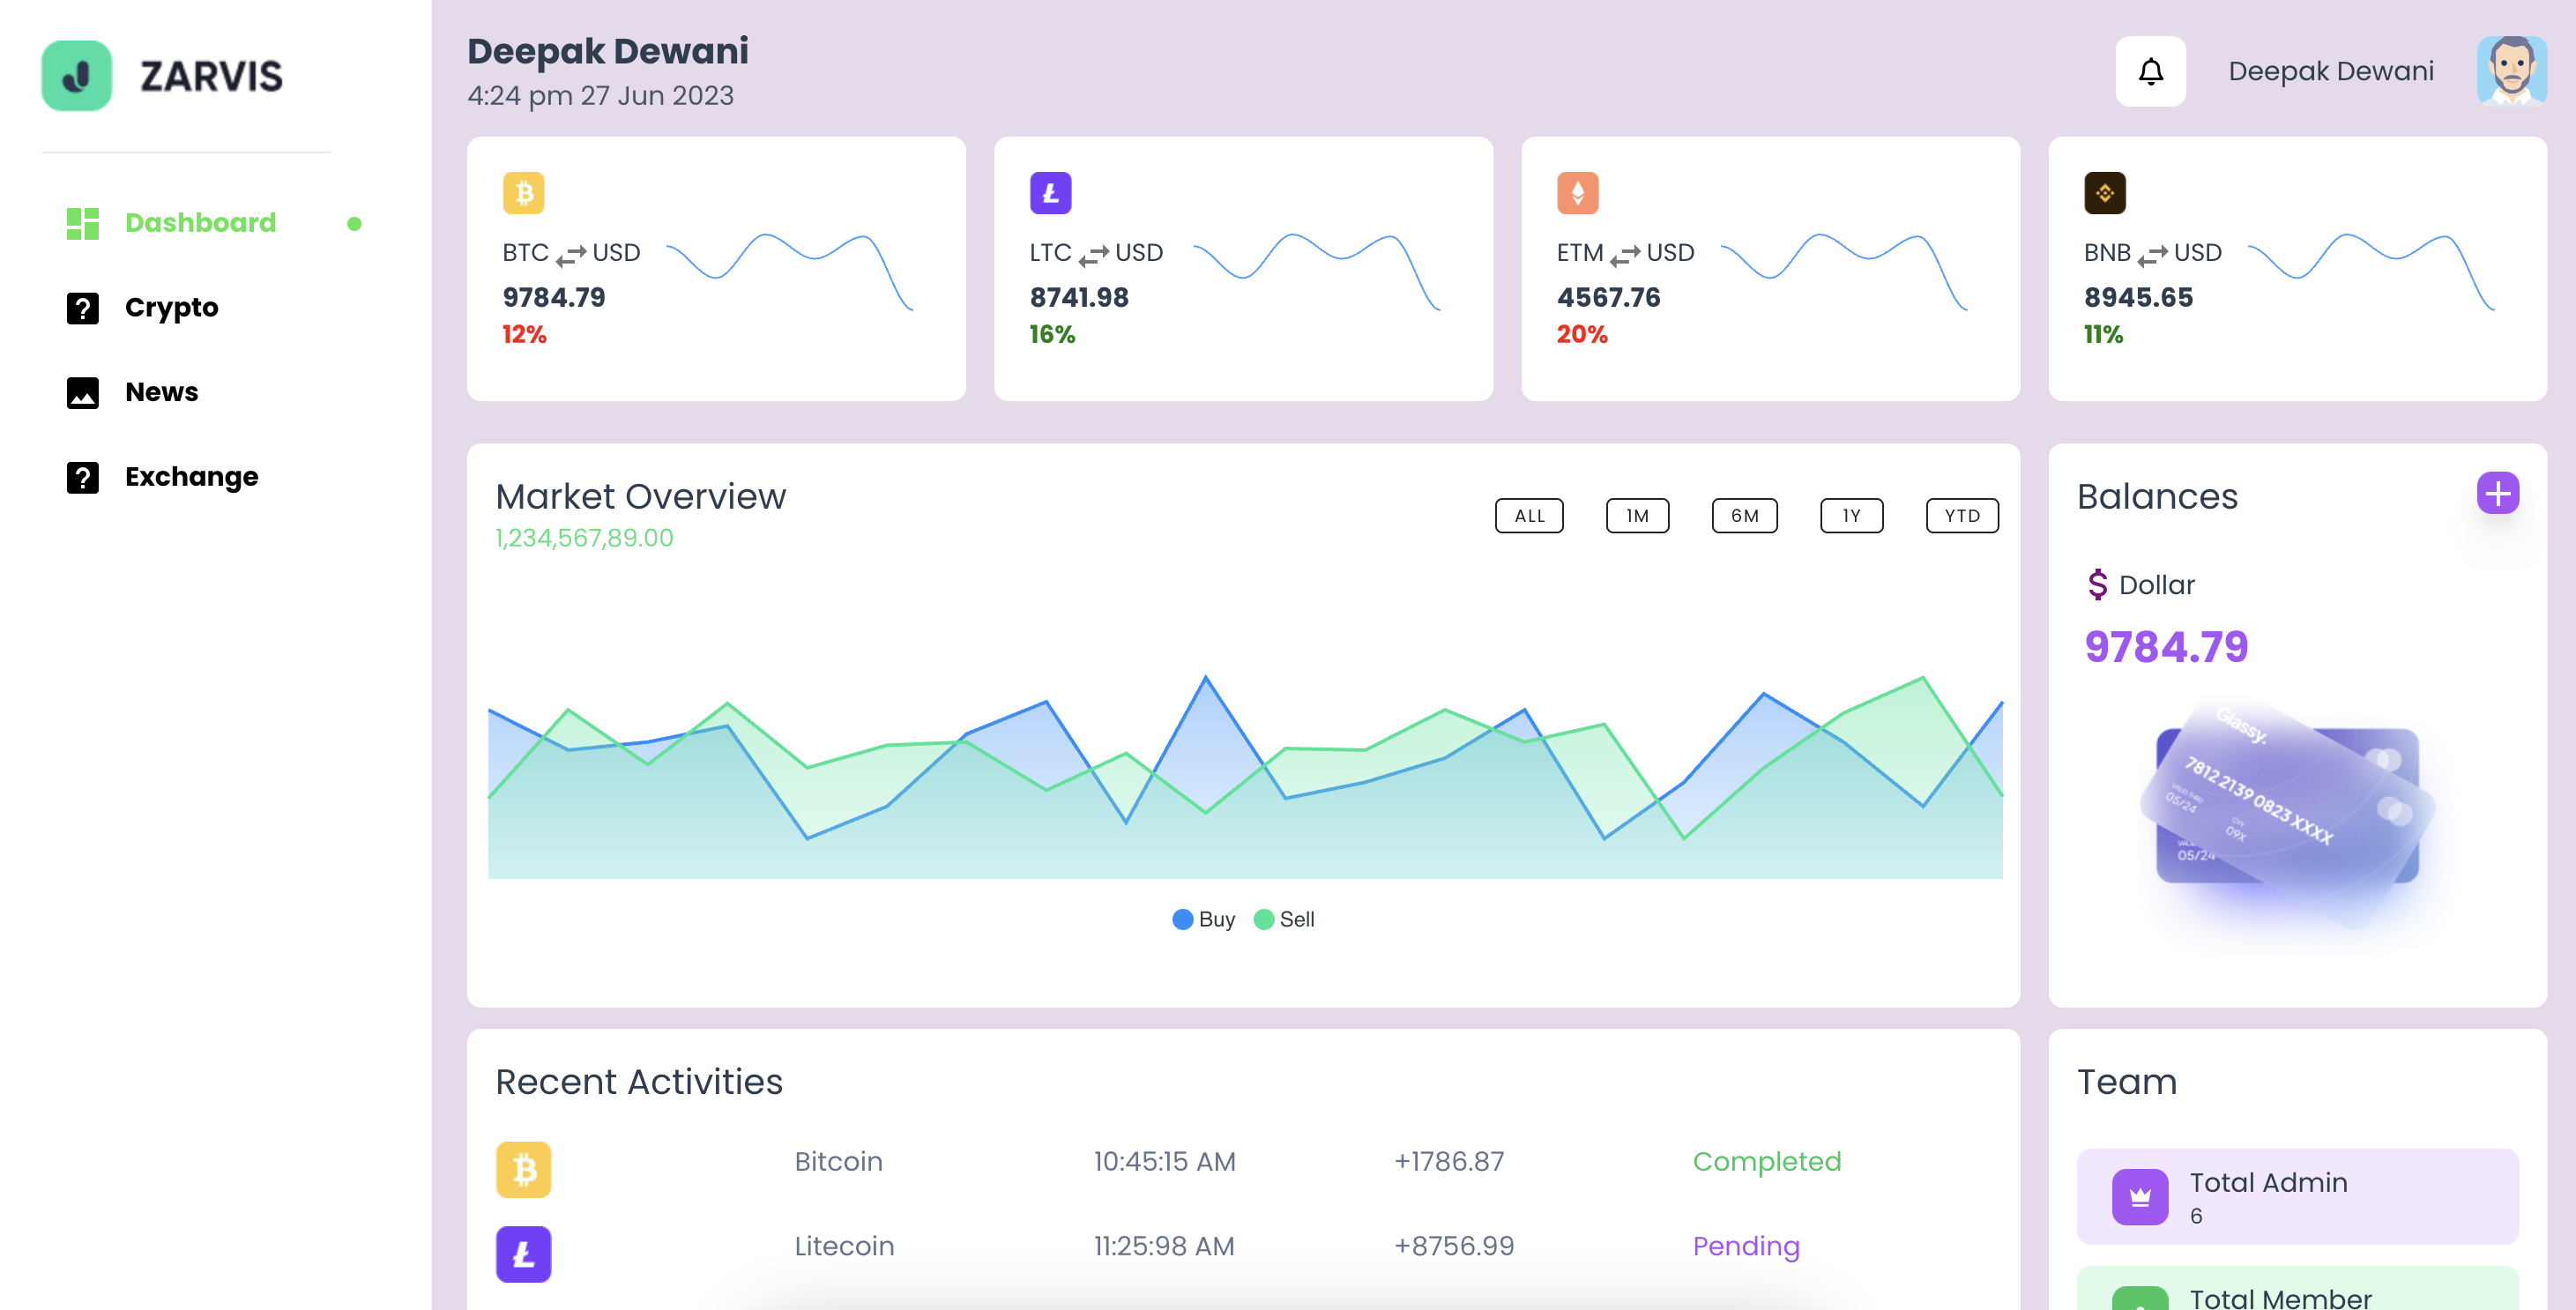 ZARVIS
Dashboard
Crypto
News
Exchange
Deepak Dewani
4:24 pm 27 Jun 2023
Deepak Dewani
BTC USD
9784.79
12%
LTC USD
8741.98
16%
ETM USD
4567.76
20%
BNB USD
8945.65
11%
Market Overview
1,234,567,89.00
ALL 1M 6M 1Y YTD
Buy Sell
Balances
$ Dollar
9784.79
Glassy.
7812 2139 0823 XXXX
VALID THRU
05/24
CVV
09X
05/24
Recent Activities
Bitcoin 10:45:15 AM +1786.87 Completed
Litecoin 11:25:98 AM +8756.99 Pending
Team
Total Admin
6
Total Member